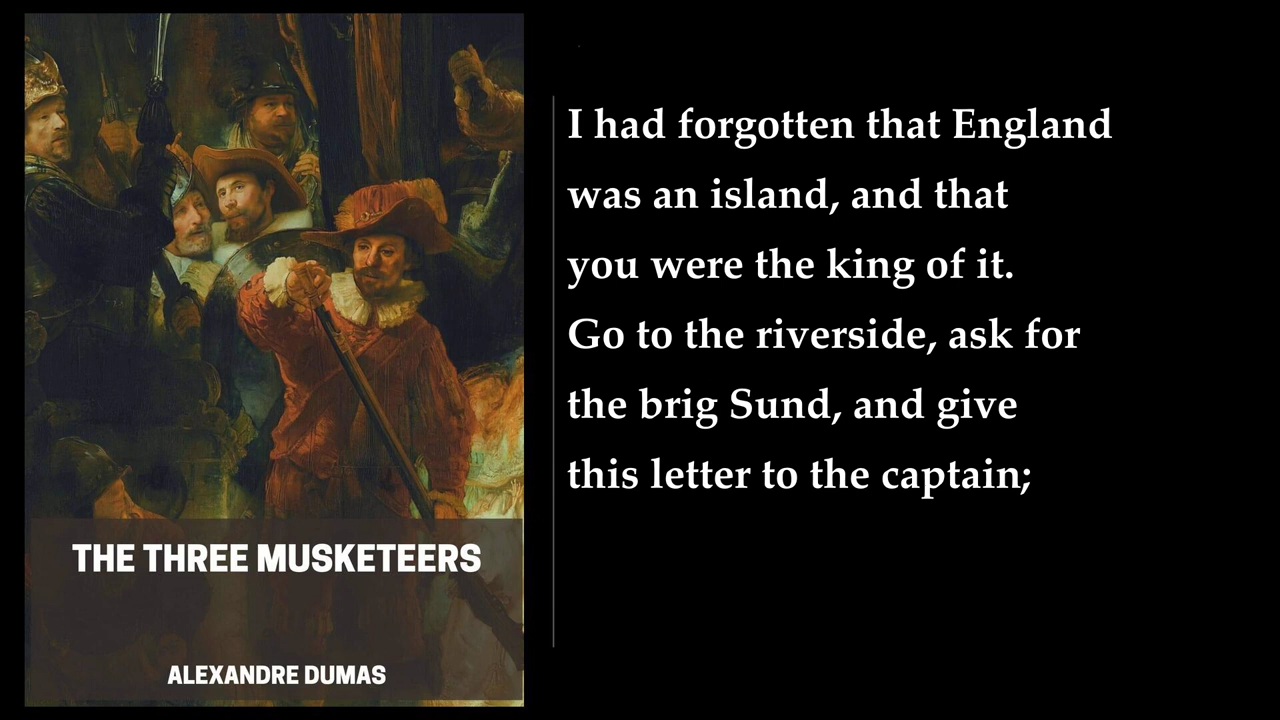 THE THREE MUSKETEERS
ALEXANDRE DUMAS
I had forgotten that England
was an island, and that
you were the king of it.
Go to the riverside, ask for
the brig Sund, and give
this letter to the captain;